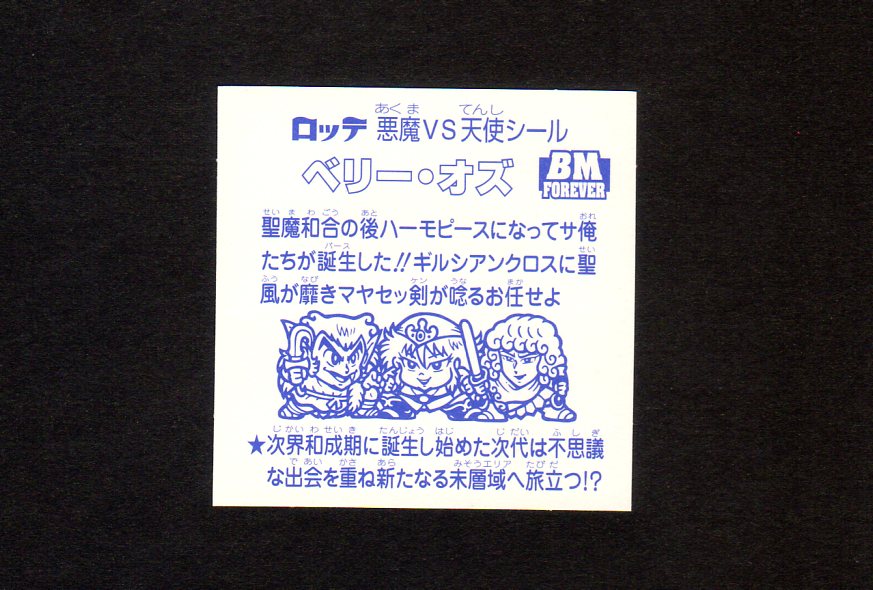 ロッテ 悪魔VS天使シール
あくま てんし
ベリー・オズ
BM
FOREVER
せい ま わ ごう あと おれ
聖魔和合の後ハーモピースになってサ俺
バース せい
たちが誕生した!!ギルシアンクロスに聖
ふう なび ケン うな まか
風が靡きマヤセッ剣が唸るお任せよ
じかい わ せい き たんじょう はじ じ だい ふ し ぎ
★次界和成期に誕生し始めた次代は不思議
で あい かさ あら みそうエリア たび だ
な出会を重ね新たなる未層域へ旅立つ!?